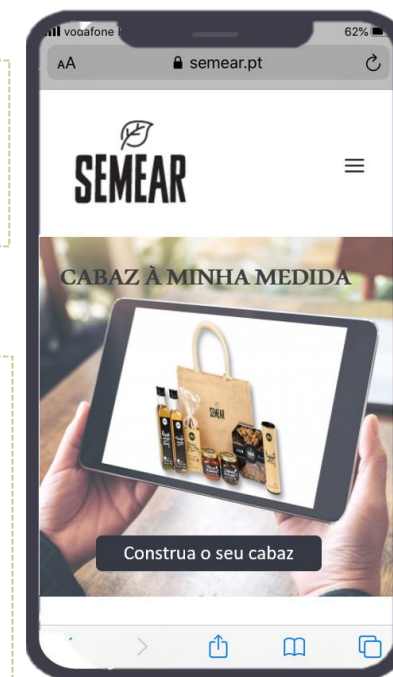 vodafone
62%
AA
semear.pt
SEMEAR
CABAZ À MINHA MEDIDA
SEMEAR
Construa o seu cabaz